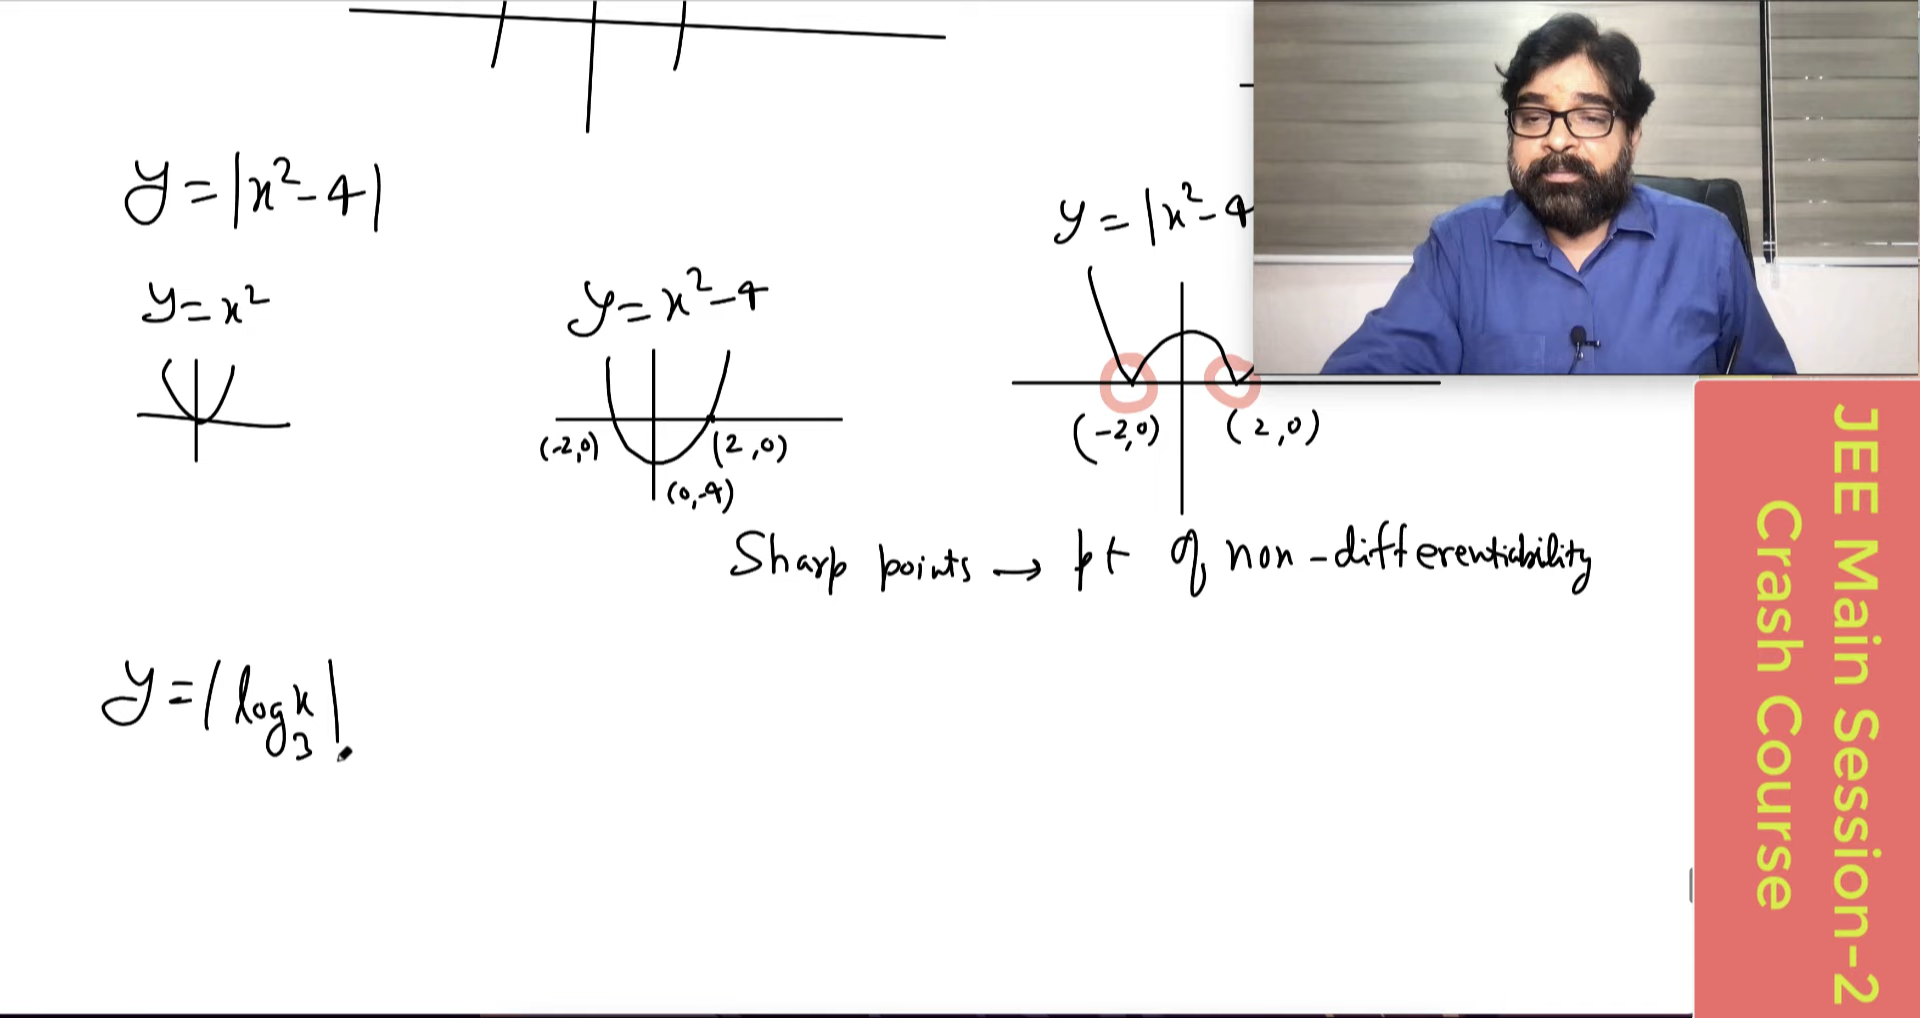 y = |x² - 4|
y = |x² - 4
y = x²
y = x² - 4
(-2,0)
(2,0)
(0,-4)
(-2,0)
(2,0)
Sharp points → pt of non-differentiability
y = |log₃x|
JEE Main Session-2
Crash Course